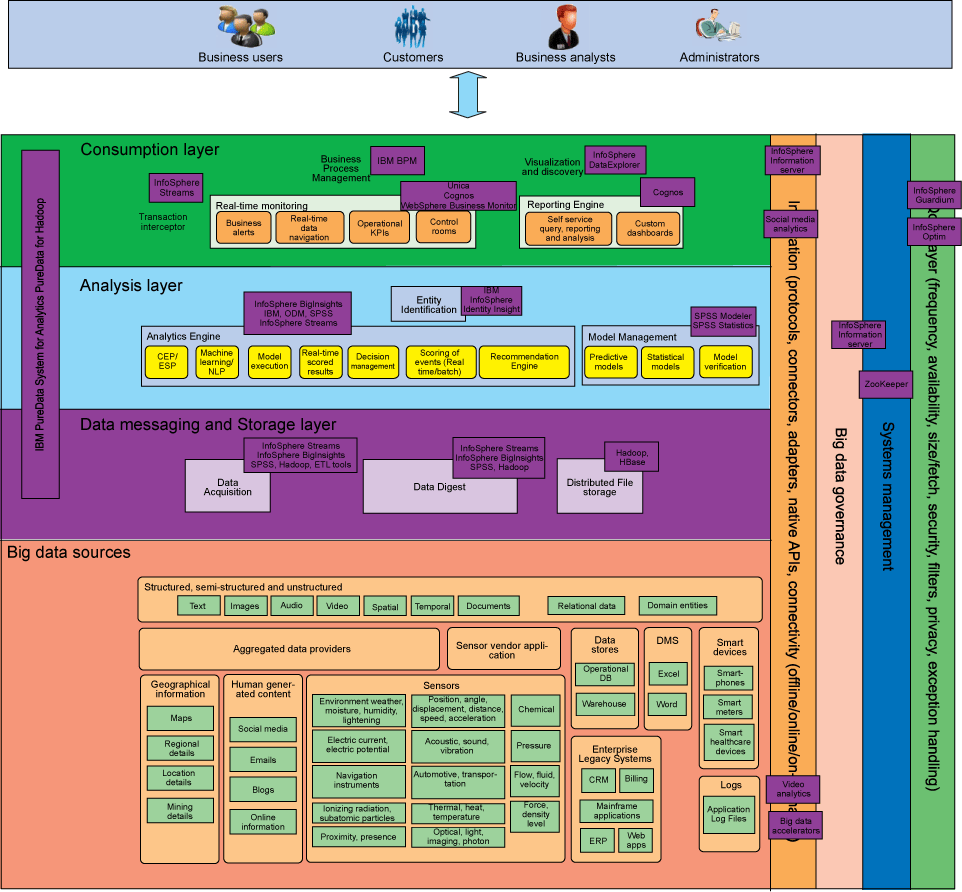 Business users
Customers
Business analysts
Administrators
Consumption layer
IBM PureData System for Analytics PureData for Hadoop
InfoSphere
Streams
Transaction
interceptor
Business
Process
Management
IBM BPM
Unica
Cognos
WebSphere Business Monitor
Real-time monitoring
Business
alerts
Real-time
data
navigation
Operational
KPIs
Control
rooms
Visualization
and discovery
InfoSphere
DataExplorer
Cognos
Reporting Engine
Self service
query, reporting
and analysis
Custom
dashboards
InfoSphere
Information
server
Social media
analytics
InfoSphere
Guardium
InfoSphere
Optim
Analysis layer
InfoSphere BigInsights
IBM, ODM, SPSS
InfoSphere Streams
Entity
Identification
IBM
InfoSphere
Identity Insight
SPSS Modeler
SPSS Statistics
Analytics Engine
CEP/
ESP
Machine
learning/
NLP
Model
execution
Real-time
scored
results
Decision
management
Scoring of
events (Real
time/batch)
Recommendation
Engine
Model Management
Predictive
models
Statistical
models
Model
verification
InfoSphere
Information
server
ZooKeeper
Data messaging and Storage layer
InfoSphere Streams
InfoSphere BigInsights
SPSS, Hadoop, ETL tools
Data
Acquisition
InfoSphere Streams
InfoSphere BigInsights
SPSS, Hadoop
Data Digest
Hadoop,
HBase
Distributed File
storage
ation (protocols, connectors, adapters, native APIs, connectivity (offline/online/on-
Big data governance
Systems management
ayer (frequency, availability, size/fetch, security, filters, privacy, exception handling)
Big data sources
Structured, semi-structured and unstructured
Text
Images
Audio
Video
Spatial
Temporal
Documents
Relational data
Domain entities
Aggregated data providers
Sensor vendor appli-
cation
Data
stores
Operational
DB
Warehouse
DMS
Excel
Word
Smart
devices
Smart-
phones
Smart
meters
Smart
healthcare
devices
Geographical
information
Maps
Regional
details
Location
details
Mining
details
Human gener-
ated content
Social media
Emails
Blogs
Online
information
Sensors
Environment weather,
moisture, humidity,
lightening
Position, angle,
displacement, distance,
speed, acceleration
Chemical
Electric current,
electric potential
Acoustic, sound,
vibration
Pressure
Navigation
instruments
Automotive, transpor-
tation
Flow, fluid,
velocity
Ionizing radiation,
subatomic particles
Thermal, heat,
temperature
Force,
density
level
Proximity, presence
Optical, light,
imaging, photon
Enterprise
Legacy Systems
CRM
Billing
Mainframe
applications
ERP
Web
apps
Logs
Application
Log Files
Video
analytics
Big data
accelerators